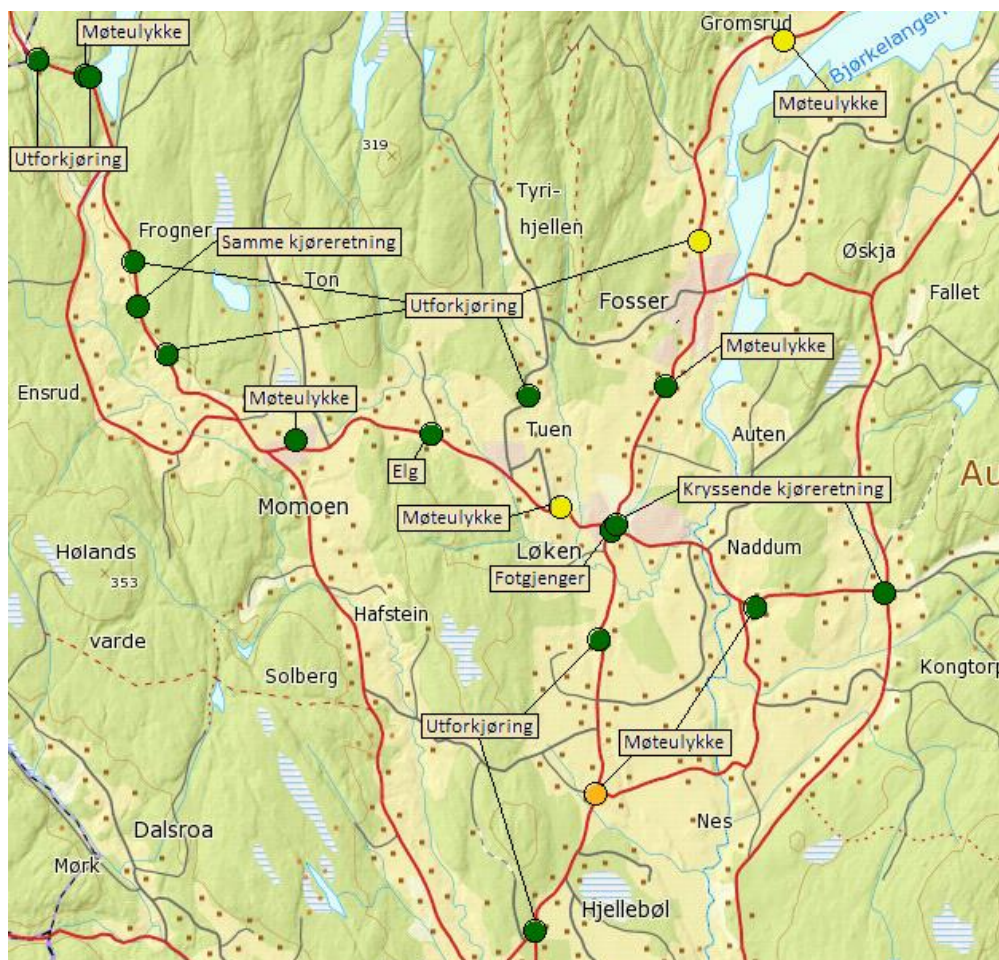 Gromsrud
Møteulykke
Bjørkelangen
Møteulykke
319
Utforkjøring
Tyri-
hjellen
Frogner
Samme kjøreretning
Øskja
Ton
Fallet
Utforkjøring
Fosser
Møteulykke
Ensrud
Møteulykke
Tuen
Auten
Elg
Au
Kryssende kjøreretning
Momoen
Møteulykke
Hølands
353
varde
Løken
Naddum
Fotgjenger
Hafstein
Solberg
Kongtorp
Utforkjøring
Møteulykke
Dalsroa
Nes
Mørk
Hjellebøl